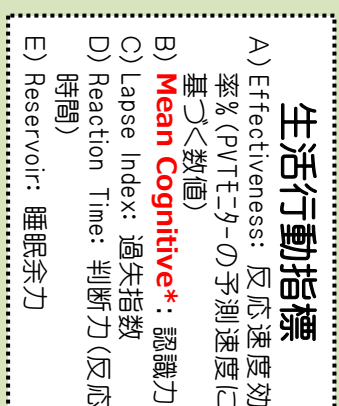 生活行動指標
A) Effectiveness: 反応速度効
率%(PVTモニターの予測速度に
基づく数値)
B) Mean Cognitive*: 認識力
C) Lapse Index: 過失指数
D) Reaction Time: 判断力(反応
時間)
E) Reservoir: 睡眠余力